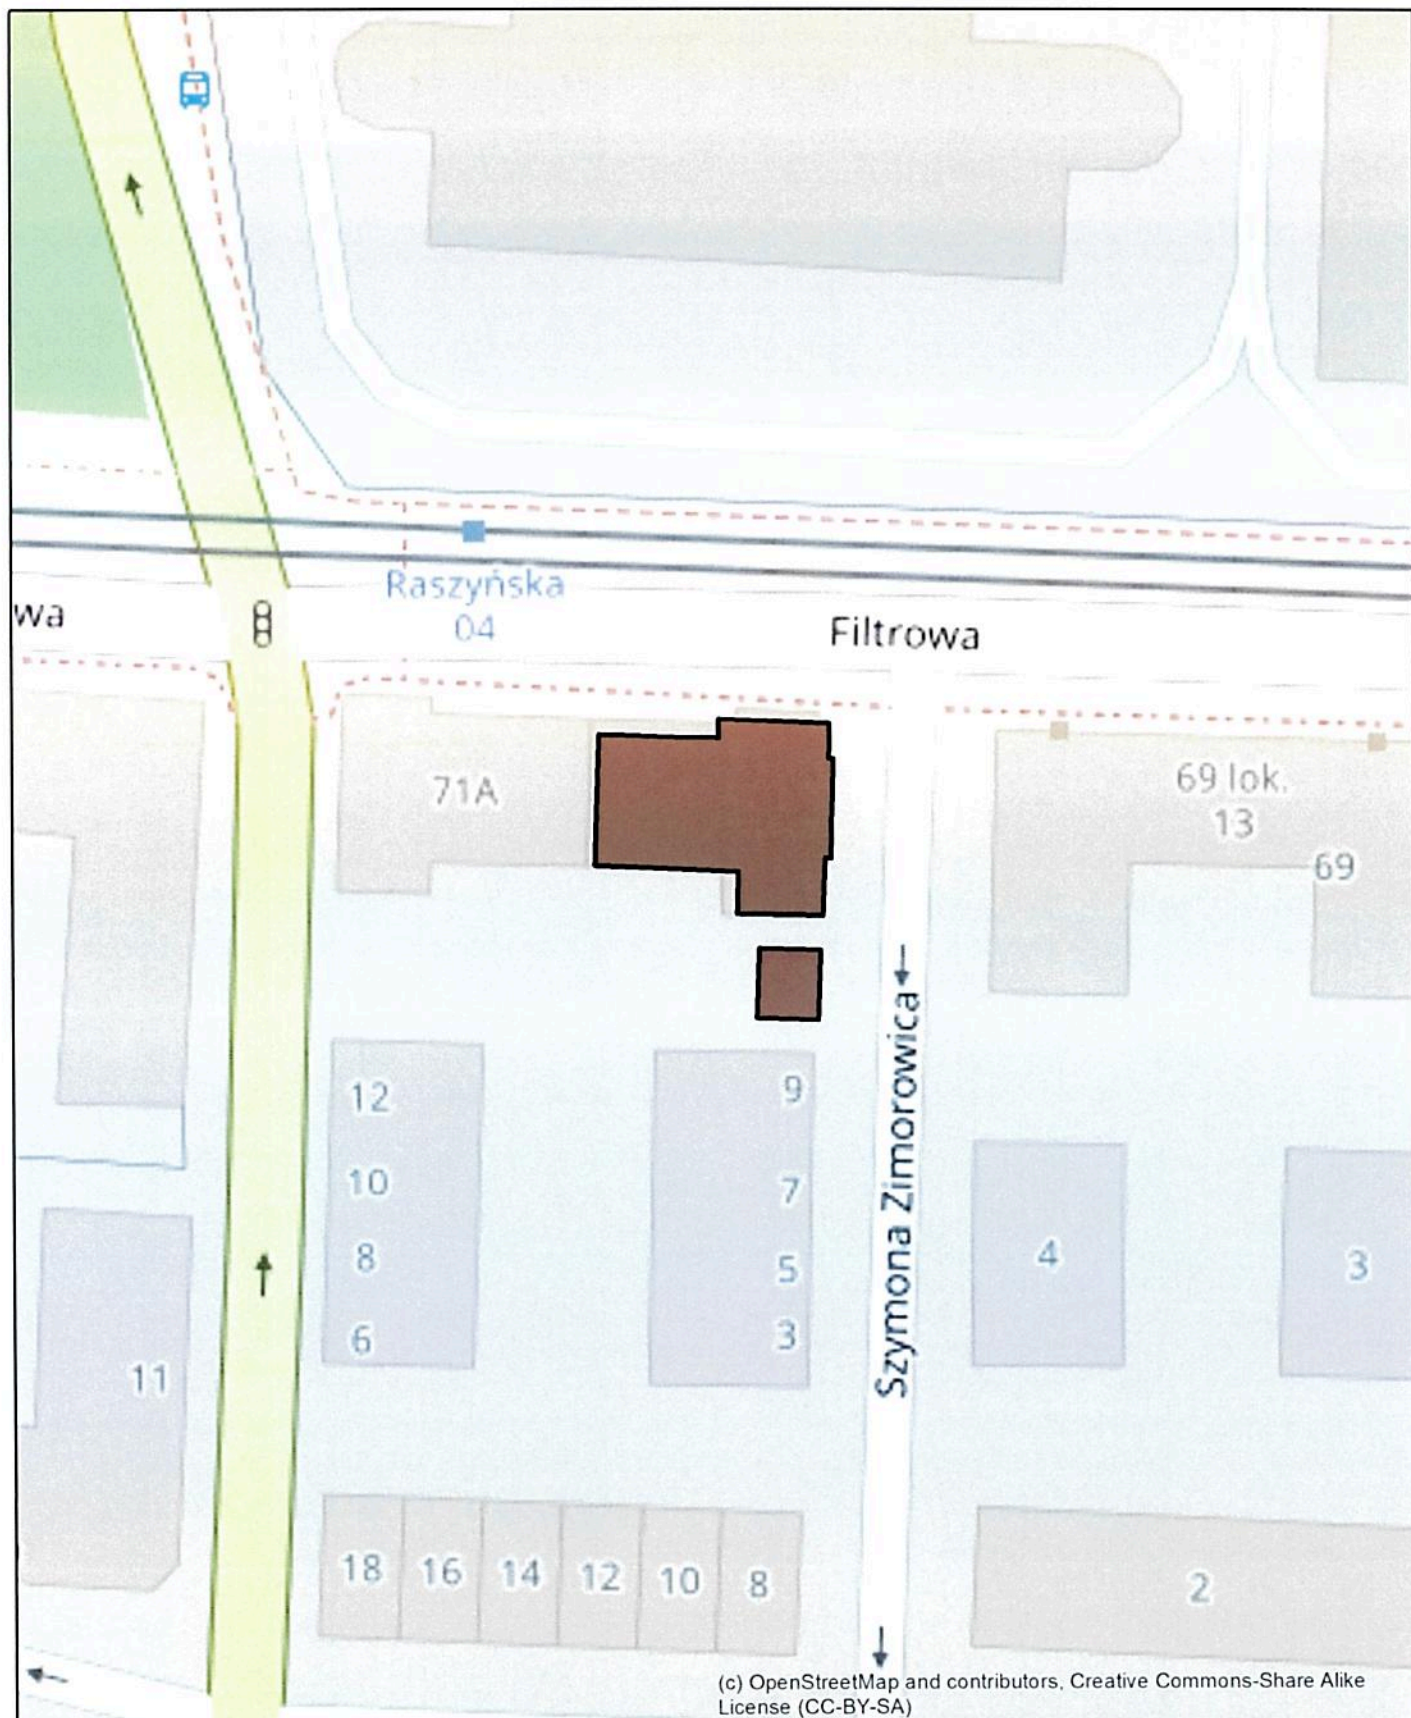 Raszyńska
04
wa
Filtrowa
71A
69 lok.
13
69
Szymona Zimorowica
12
10
8
6
9
7
5
3
4
3
11
18
16
14
12
10
8
2
(c) OpenStreetMap and contributors, Creative Commons-Share Alike
License (CC-BY-SA)